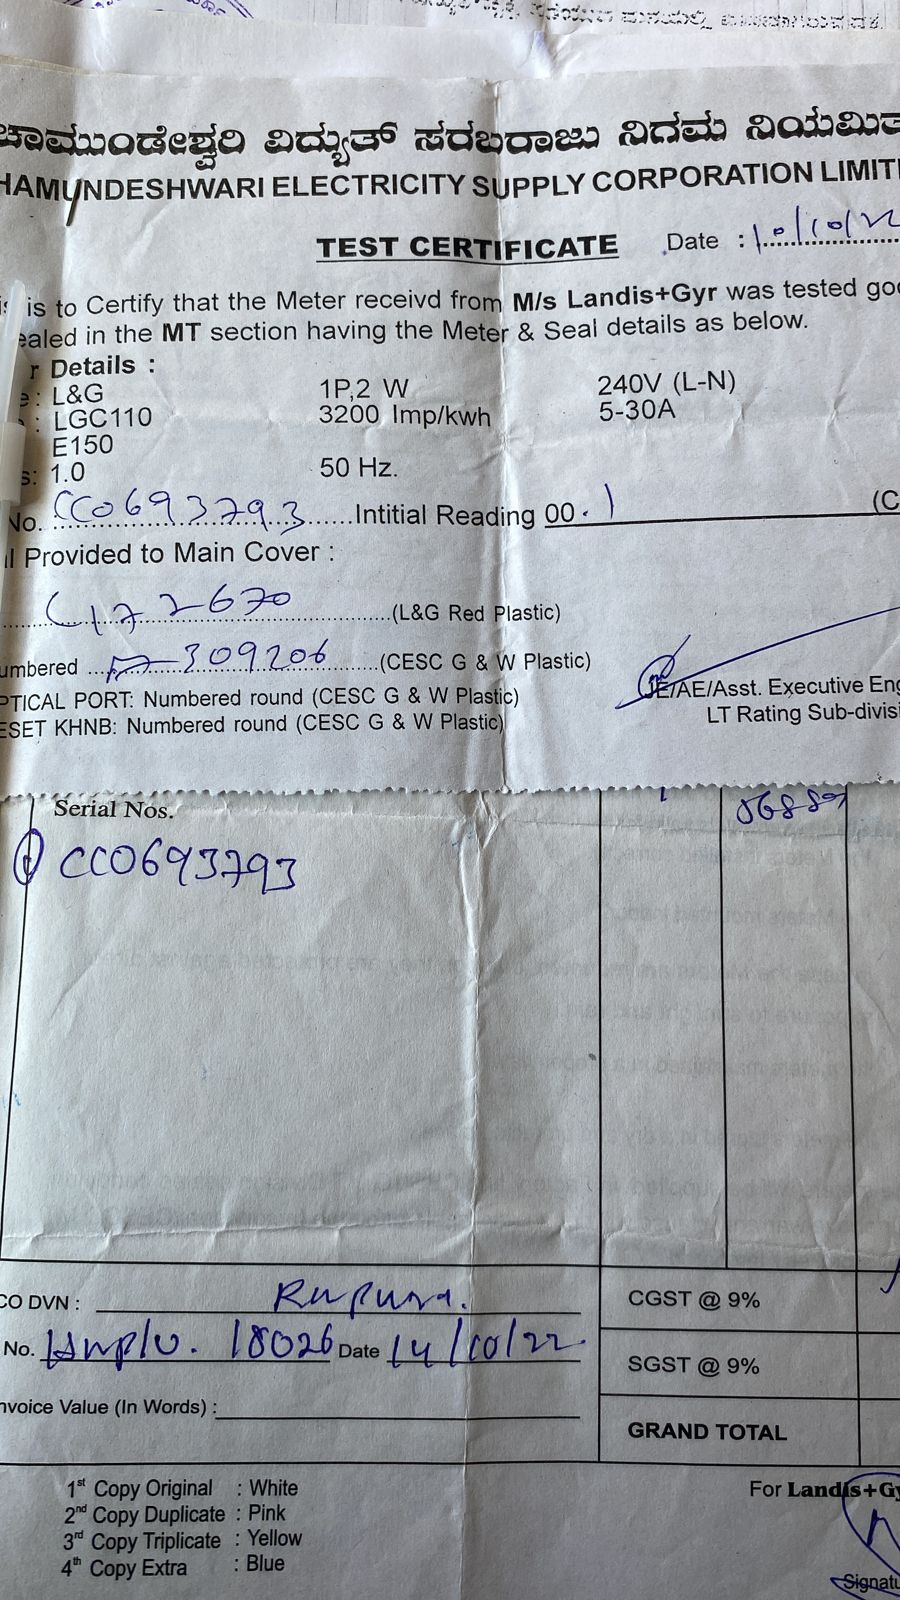 ಚಾಮುಂಡೇಶ್ವರಿ ವಿದ್ಯುತ್ ಸರಬರಾಜು ನಿಗಮ ನಿಯಮಿತ
HAMUNDESHWARI ELECTRICITY SUPPLY CORPORATION LIMIT
TEST CERTIFICATE Date : 10/10/22
is to Certify that the Meter receivd from M/s Landis+Gyr was tested go
ealed in the MT section having the Meter & Seal details as below.
r Details :
e : L&G 1P,2 W 240V (L-N)
: LGC110 3200 Imp/kwh 5-30A
E150
s: 1.0 50 Hz.
No. CC0693793 Intitial Reading 00.1 (C
l Provided to Main Cover :
C172670 (L&G Red Plastic)
umbered 309206 (CESC G & W Plastic)
PTICAL PORT: Numbered round (CESC G & W Plastic) JE/AE/Asst. Executive Eng
ESET KHNB: Numbered round (CESC G & W Plastic) LT Rating Sub-divisi
Serial Nos. 06889
CC0693793
CO DVN : CGST @ 9%
No. 18026 Date 14/10/22 SGST @ 9%
nvoice Value (In Words) :
GRAND TOTAL
1st Copy Original : White For Landis+Gy
2nd Copy Duplicate : Pink
3rd Copy Triplicate : Yellow
4th Copy Extra : Blue
Signatu